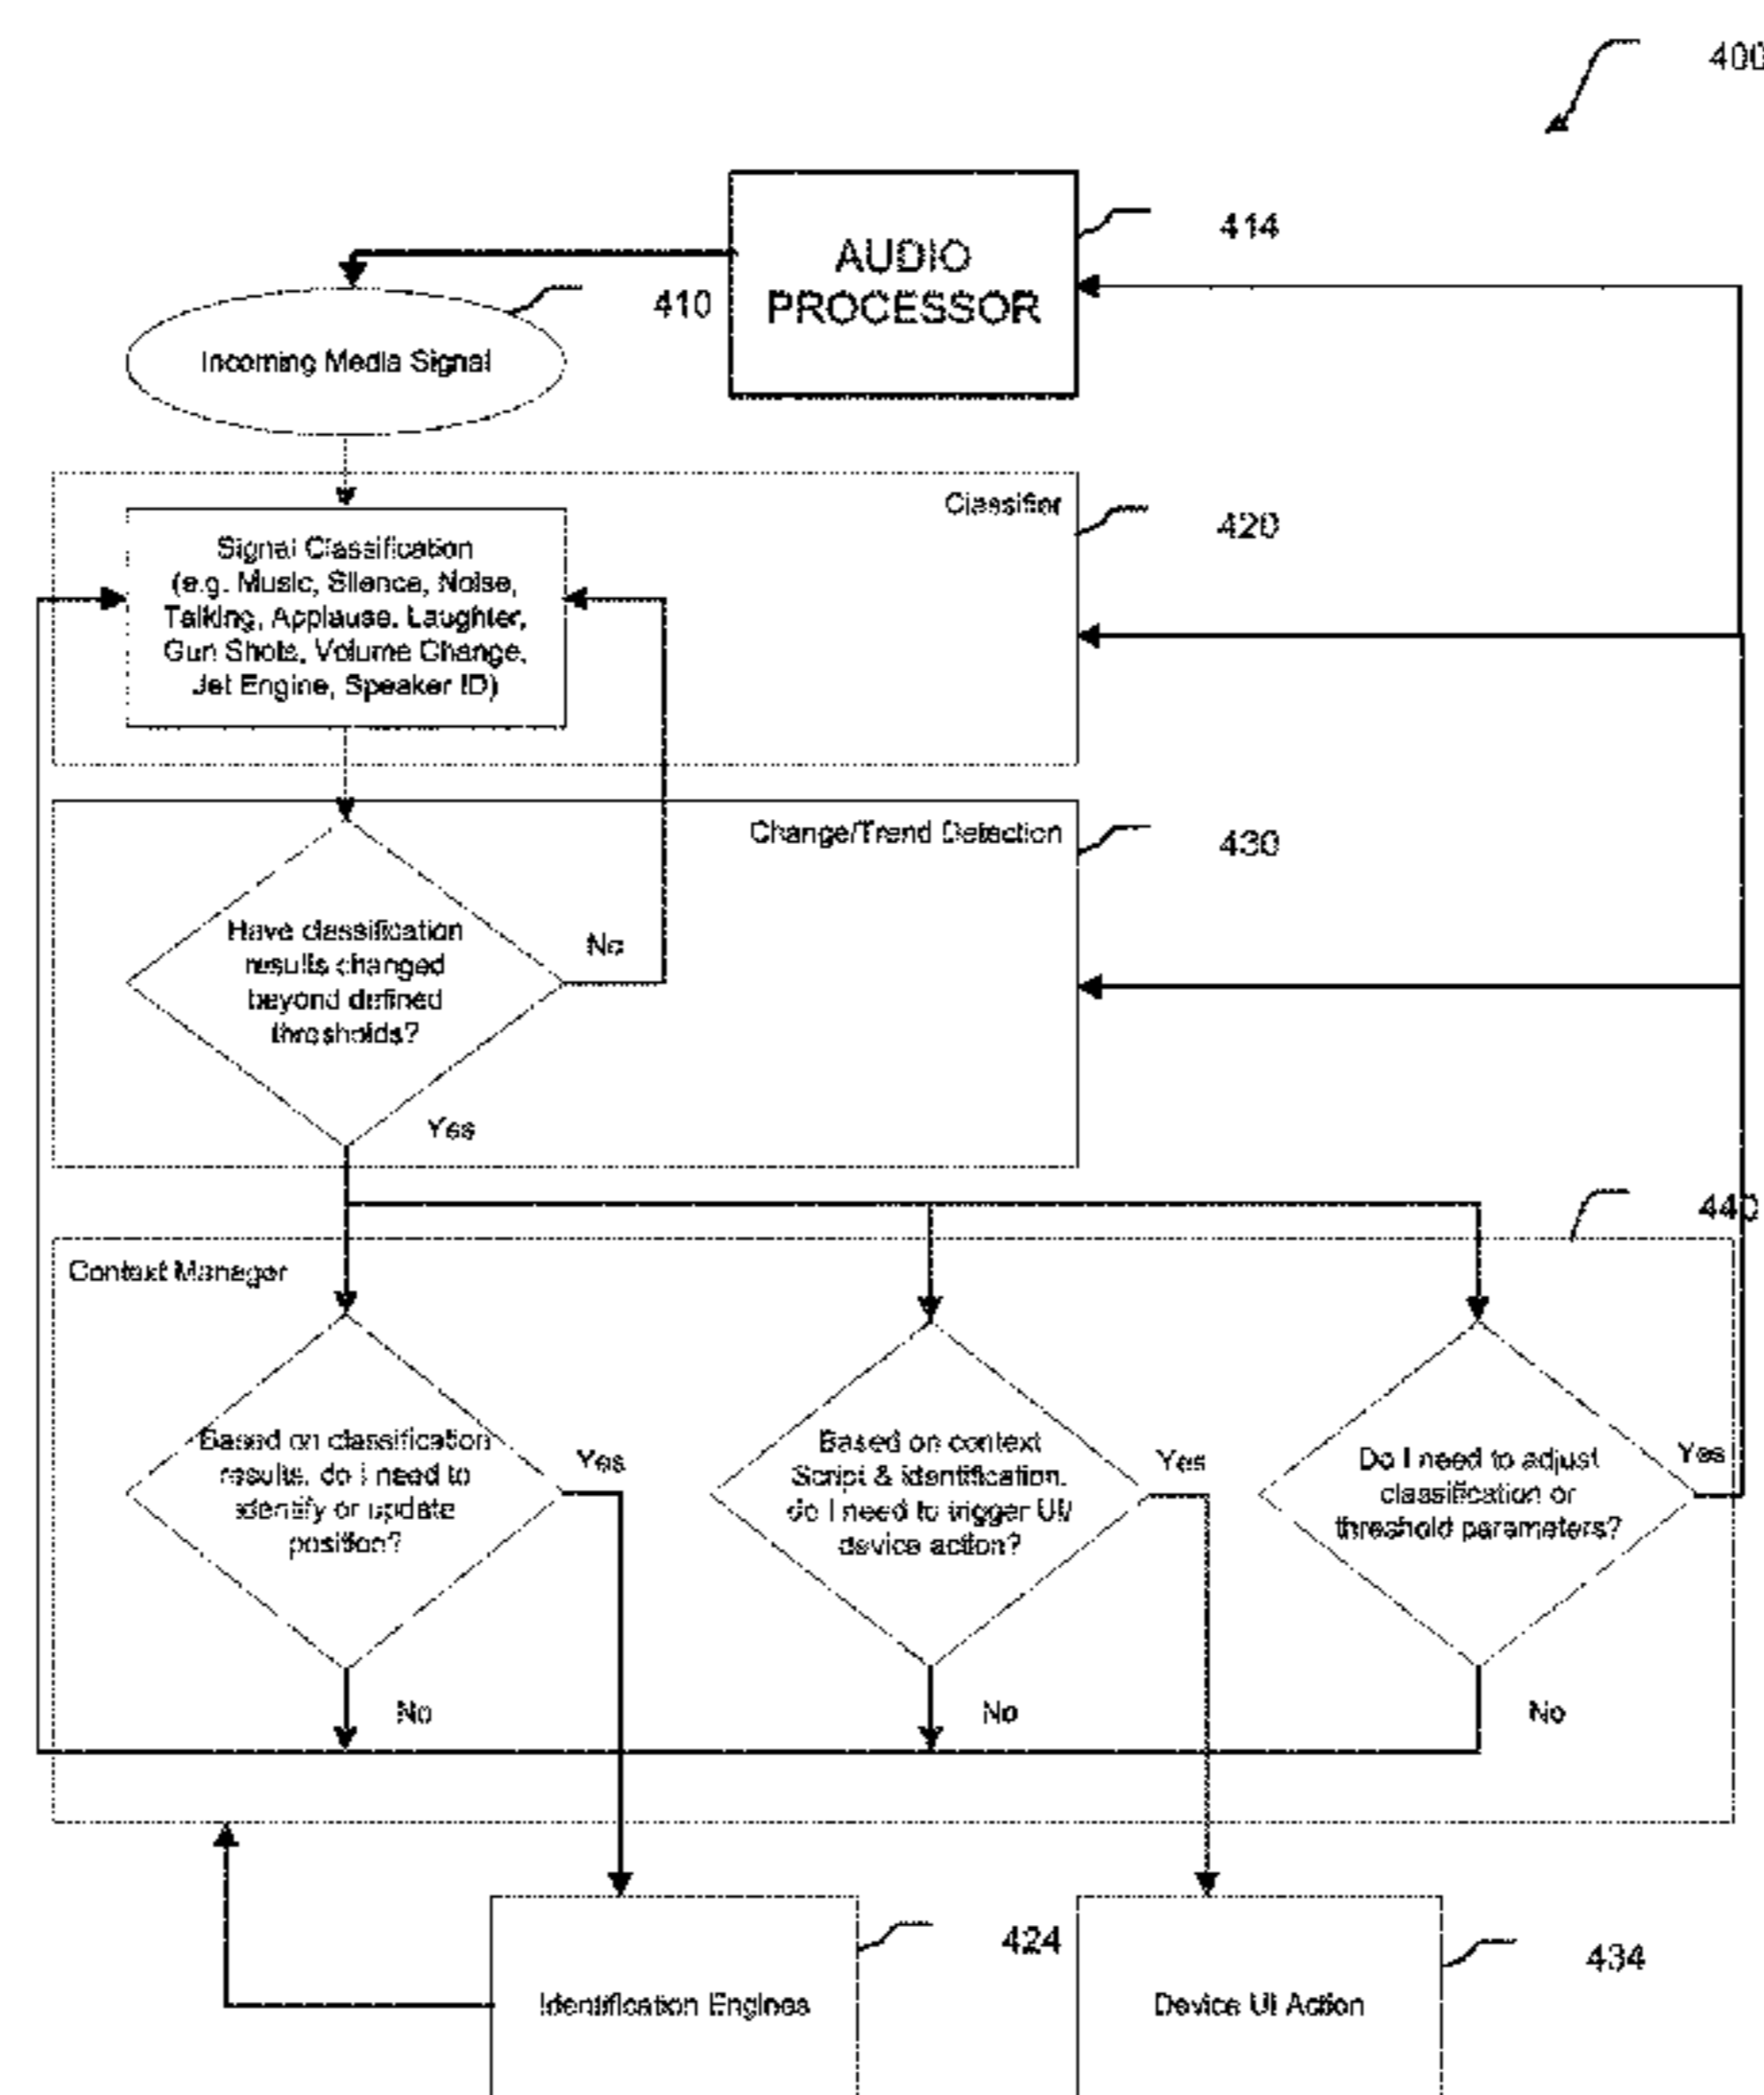 400
AUDIO
PROCESSOR
414
410
Incoming Media Signal
Classifier
420
Signal Classification
(e.g. Music, Silence, Noise,
Talking, Applause, Laughter,
Gun Shots, Volume Change,
Jet Engine, Speaker ID)
Change/Trend Detection
430
Have classification
results changed
beyond defined
thresholds?
No
Yes
440
Context Manager
Based on classification
results, do I need to
identify or update
position?
Yes
No
Based on context
Script & identification,
do I need to trigger UI/
device action?
Yes
No
Do I need to adjust
classification or
threshold parameters?
Yes
No
Identification Engines
424
Device UI Action
434